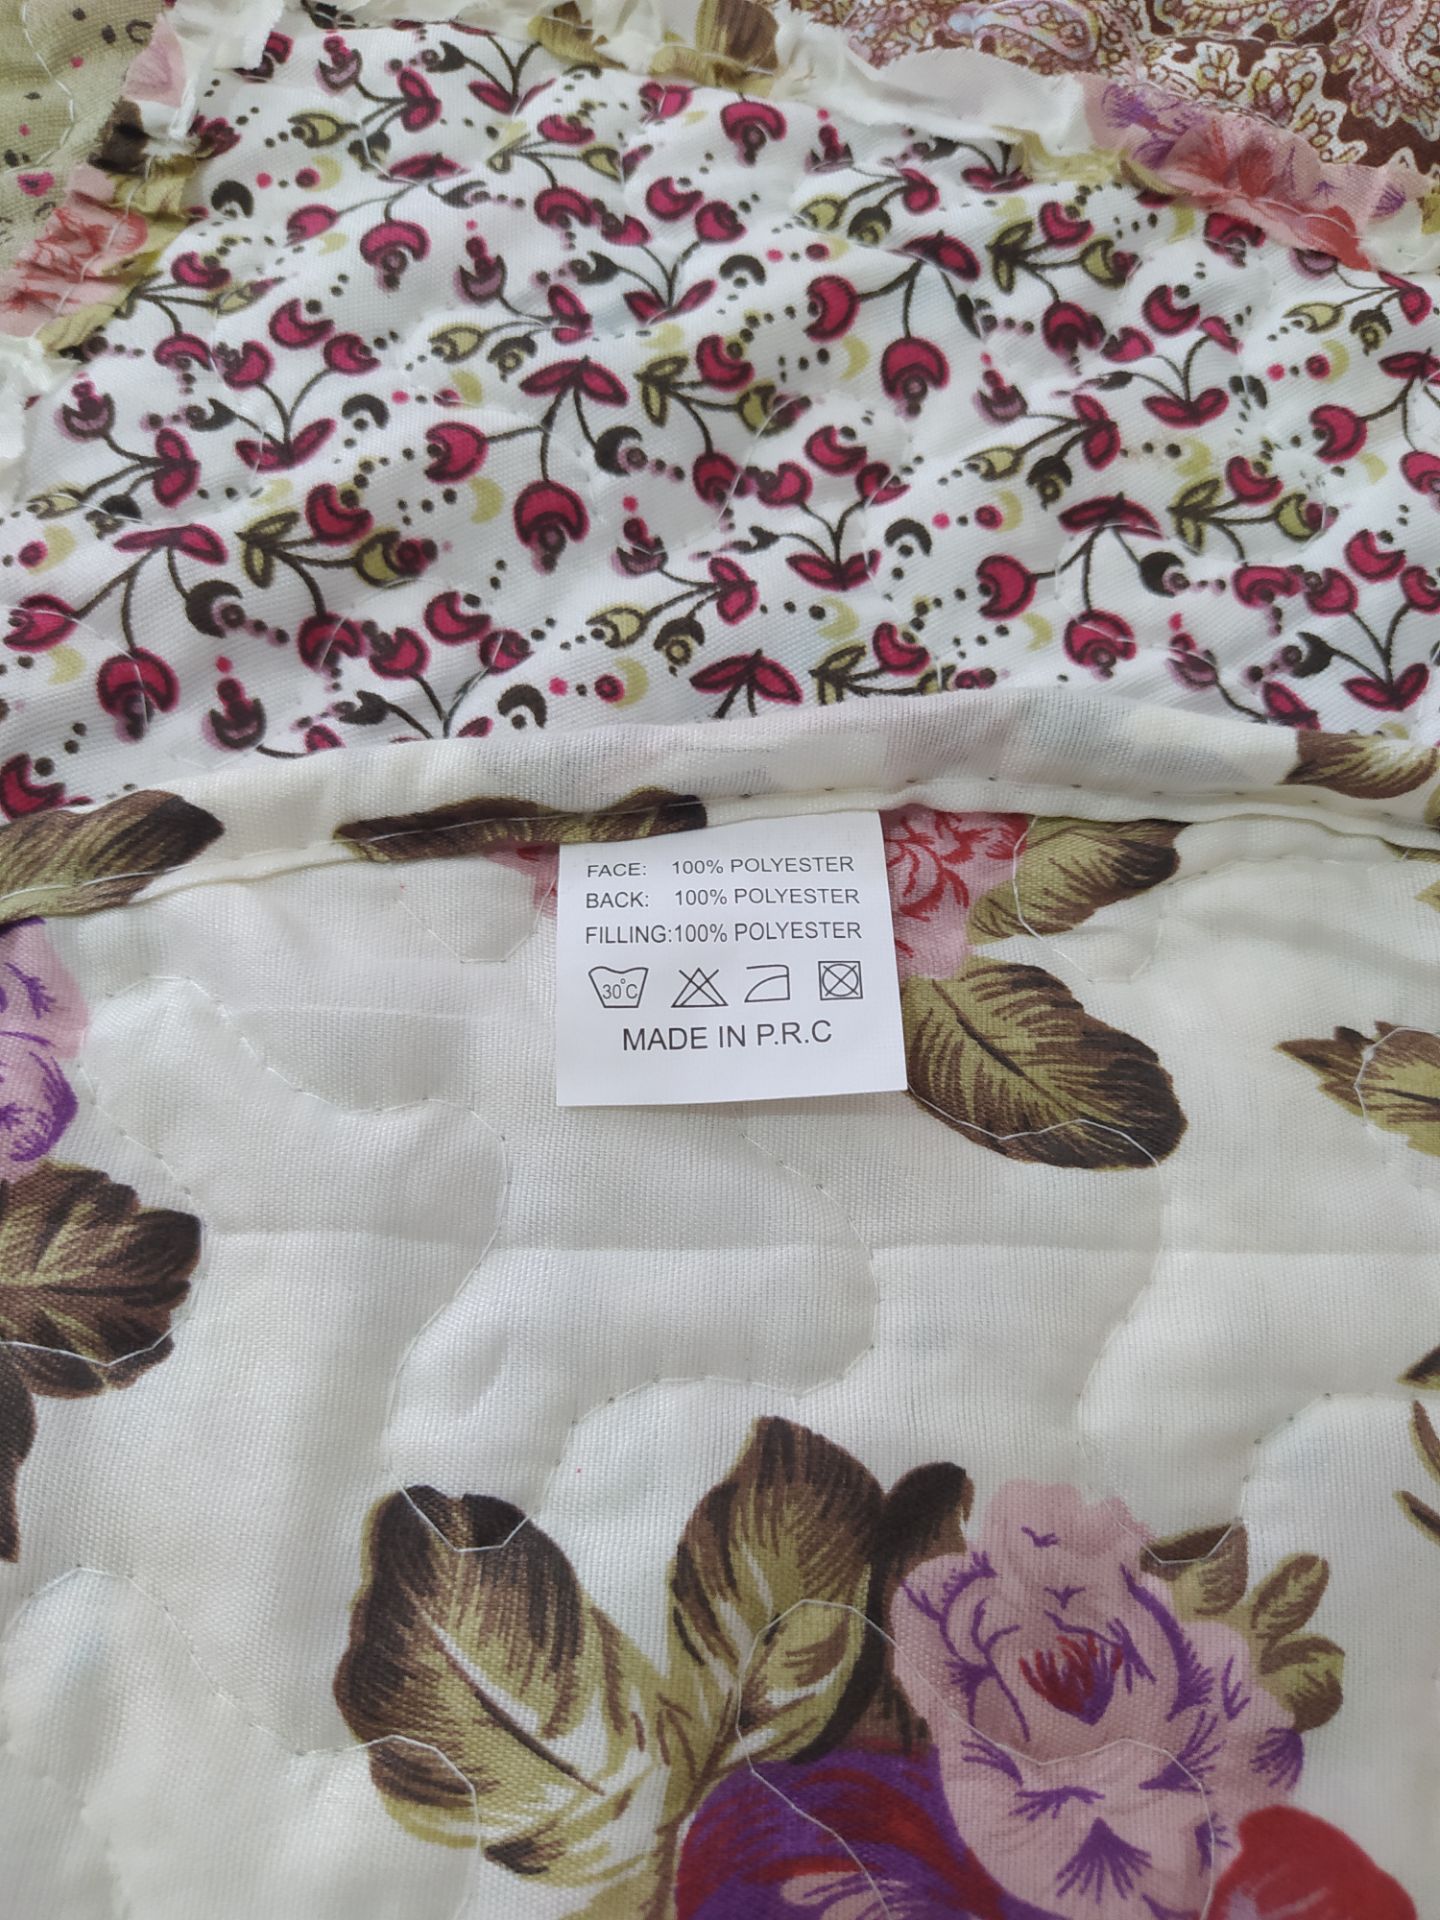 FACE: 100% POLYESTER
BACK: 100% POLYESTER
FILLING:100% POLYESTER
30°C
MADE IN P.R.C